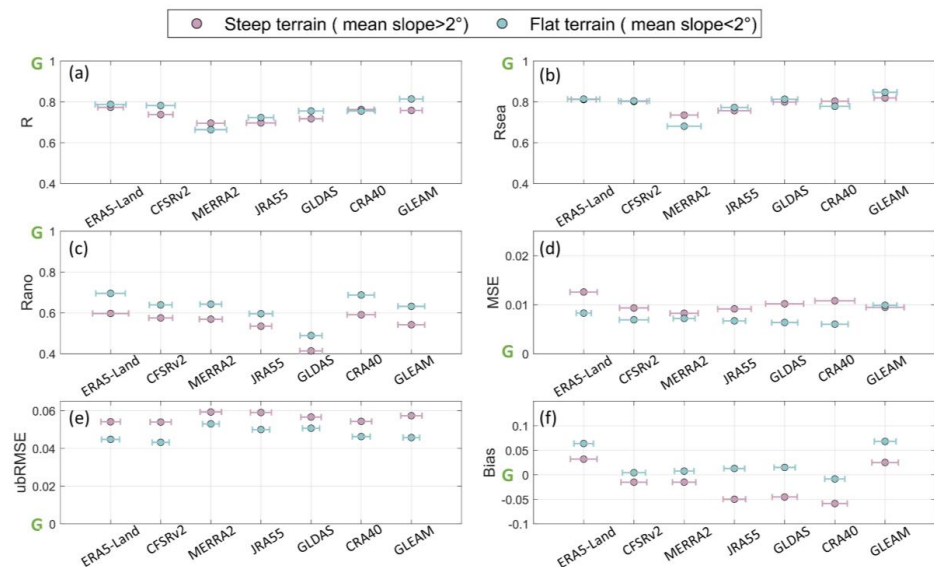 Steep terrain ( mean slope>2°) Flat terrain ( mean slope<2°)
G 1 (a)
0.8
R
0.6
0.4
ERA5-Land CFSRv2 MERRA2 JRA55 GLDAS CRA40 GLEAM
G 1 (b)
0.8
Rsea
0.6
0.4
ERA5-Land CFSRv2 MERRA2 JRA55 GLDAS CRA40 GLEAM
G 1 (c)
0.8
Rano
0.6
0.4
ERA5-Land CFSRv2 MERRA2 JRA55 GLDAS CRA40 GLEAM
(d)
0.02
MSE
0.01
G 0
ERA5-Land CFSRv2 MERRA2 JRA55 GLDAS CRA40 GLEAM
0.06 (e)
0.04
ubRMSE
0.02
G 0
ERA5-Land CFSRv2 MERRA2 JRA55 GLDAS CRA40 GLEAM
(f)
0.1
0.05
Bias
G 0
-0.05
-0.1
ERA5-Land CFSRv2 MERRA2 JRA55 GLDAS CRA40 GLEAM